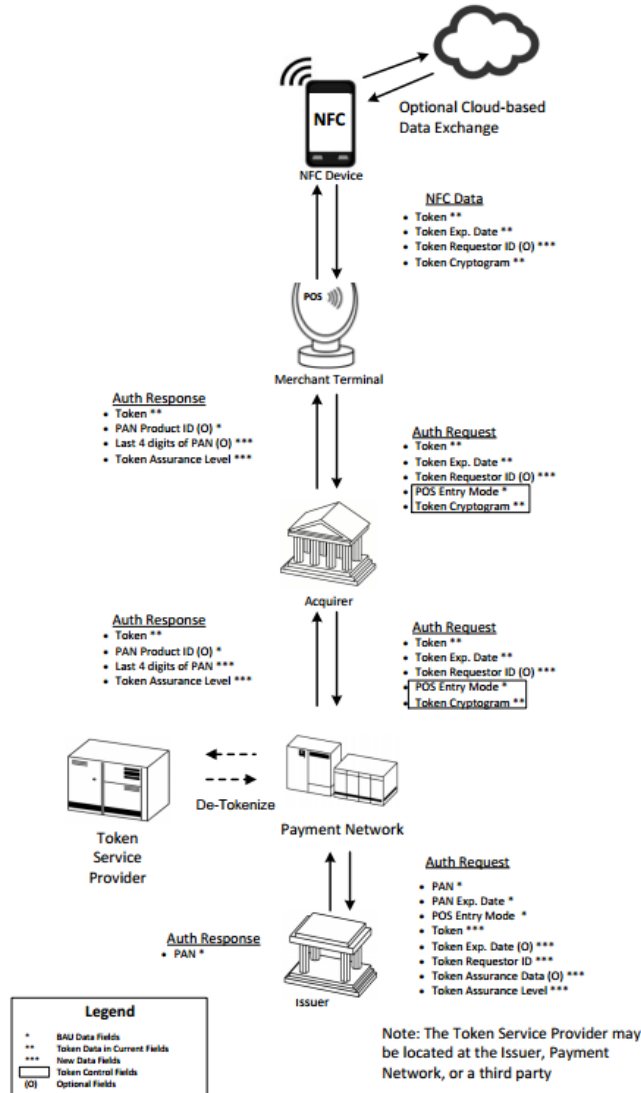 NFC
Optional Cloud-based
Data Exchange
NFC Device
NFC Data
• Token **
• Token Exp. Date **
• Token Requestor ID (O) ***
• Token Cryptogram **
POS
Merchant Terminal
Auth Response
• Token **
• PAN Product ID (O) *
• Last 4 digits of PAN (O) ***
• Token Assurance Level ***
Auth Request
• Token **
• Token Exp. Date **
• Token Requestor ID (O) ***
• POS Entry Mode *
• Token Cryptogram **
Acquirer
Auth Response
• Token **
• PAN Product ID (O) *
• Last 4 digits of PAN ***
• Token Assurance Level ***
Auth Request
• Token **
• Token Exp. Date **
• Token Requestor ID (O) ***
• POS Entry Mode *
• Token Cryptogram **
De-Tokenize
Token
Service
Provider
Payment Network
Auth Request
• PAN *
• PAN Exp. Date *
• POS Entry Mode *
• Token ***
• Token Exp. Date (O) ***
• Token Requestor ID ***
• Token Assurance Data (O) ***
• Token Assurance Level ***
Auth Response
• PAN *
Issuer
Legend
* BAU Data Fields
** Token Data in Current Fields
*** New Data Fields
Token Control Fields
(O) Optional Fields
Note: The Token Service Provider may
be located at the Issuer, Payment
Network, or a third party